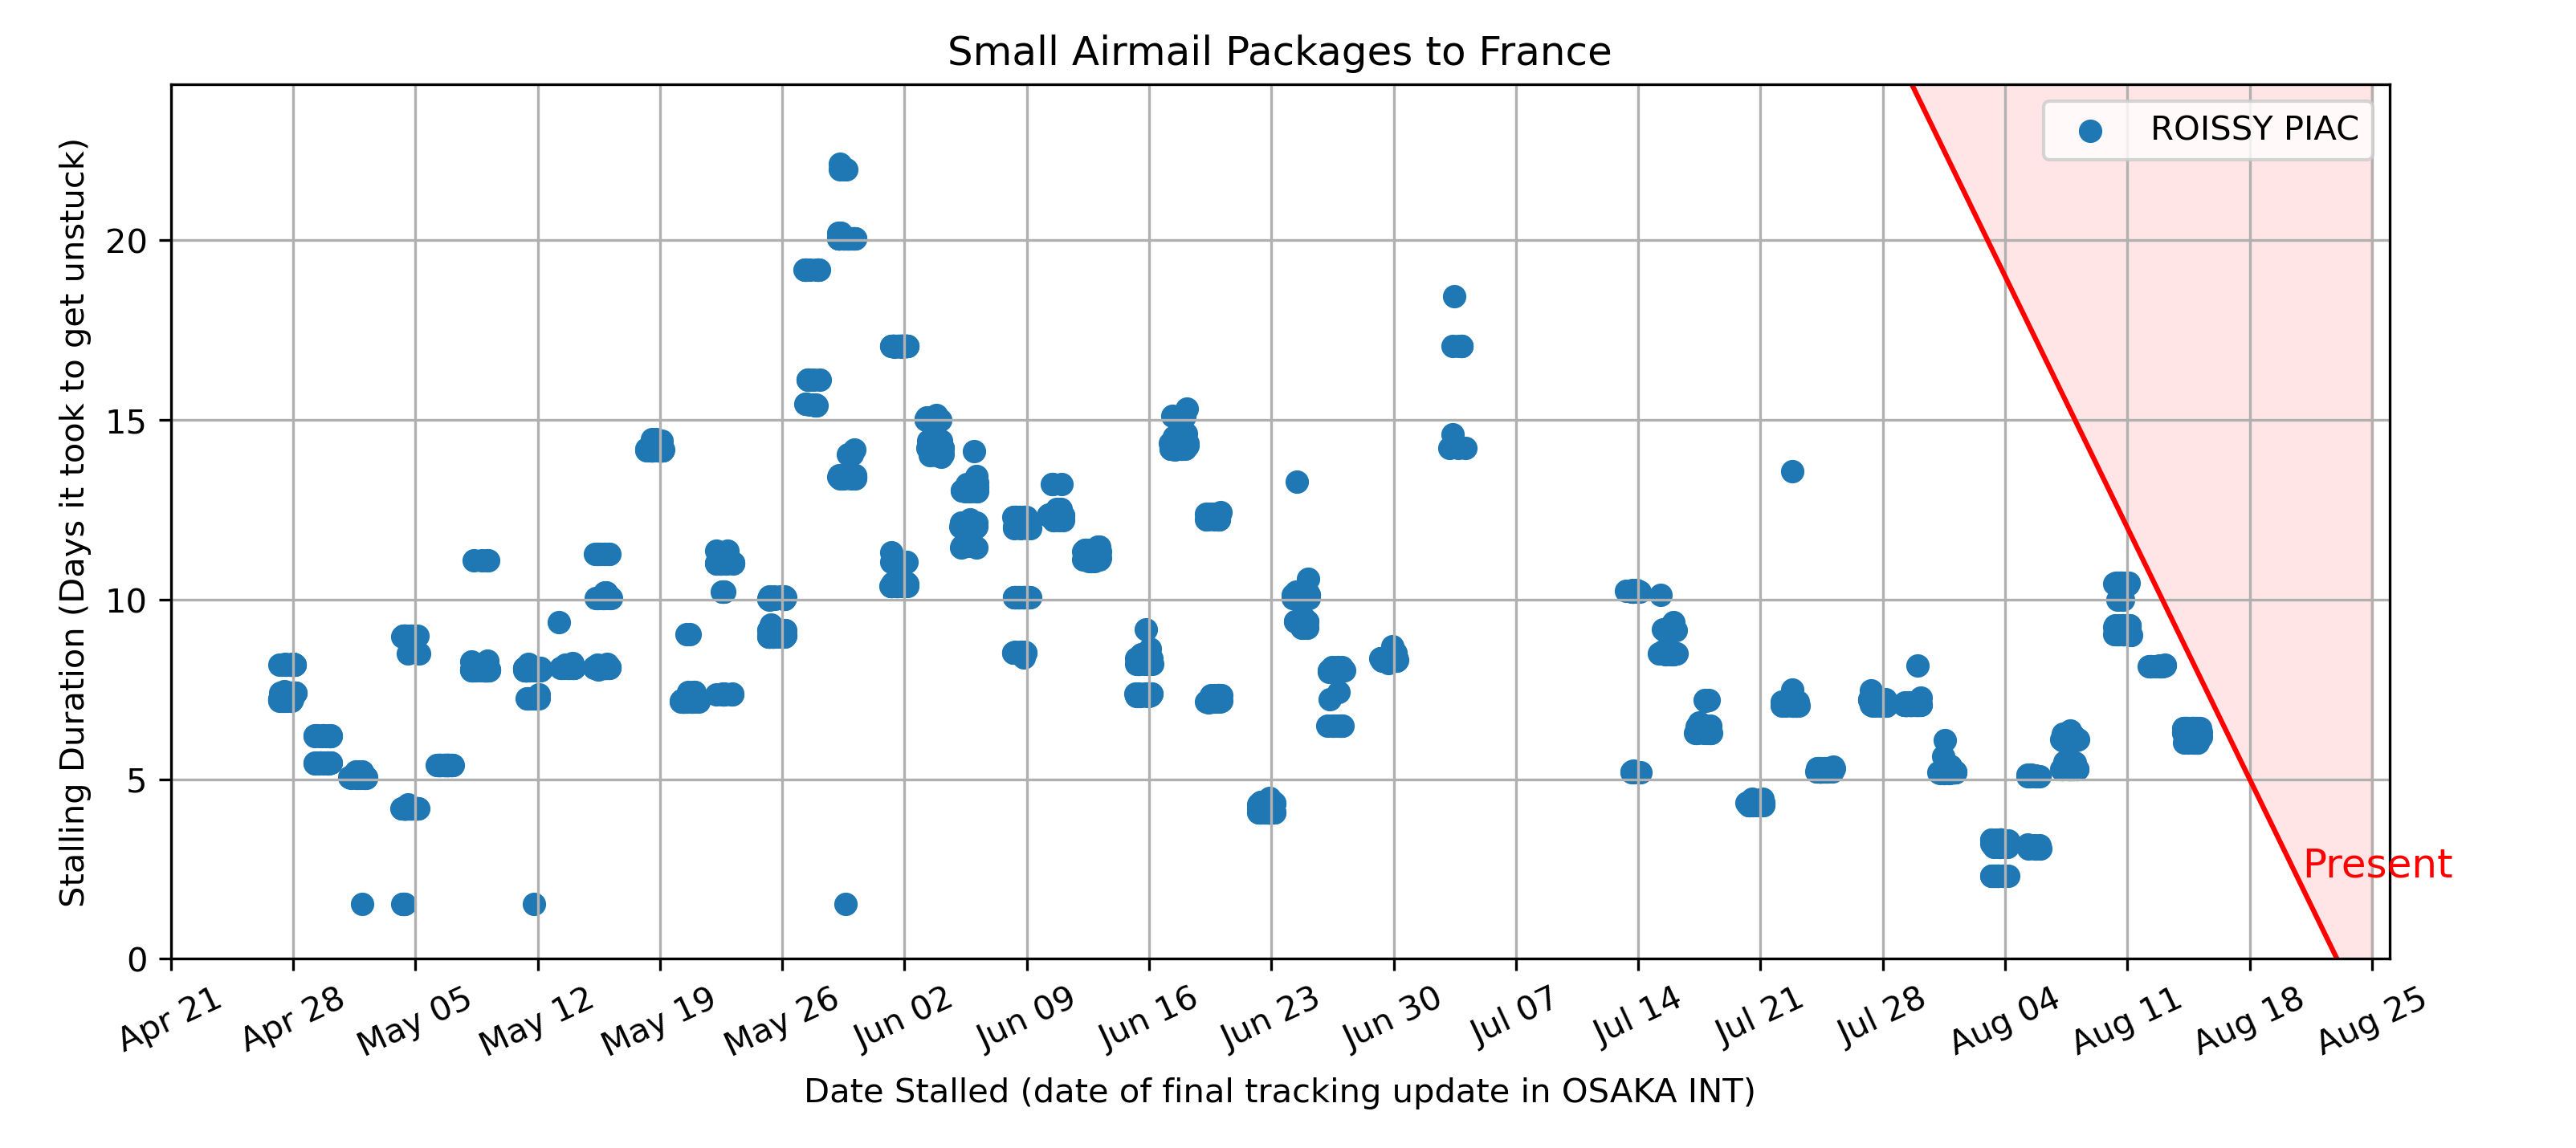 Small Airmail Packages to France
ROISSY PIAC
Stalling Duration (Days it took to get unstuck)
20
15
10
5
0
Present
Apr 21
Apr 28
May 05
May 12
May 19
May 26
Jun 02
Jun 09
Jun 16
Jun 23
Jun 30
Jul 07
Jul 14
Jul 21
Jul 28
Aug 04
Aug 11
Aug 18
Aug 25
Date Stalled (date of final tracking update in OSAKA INT)